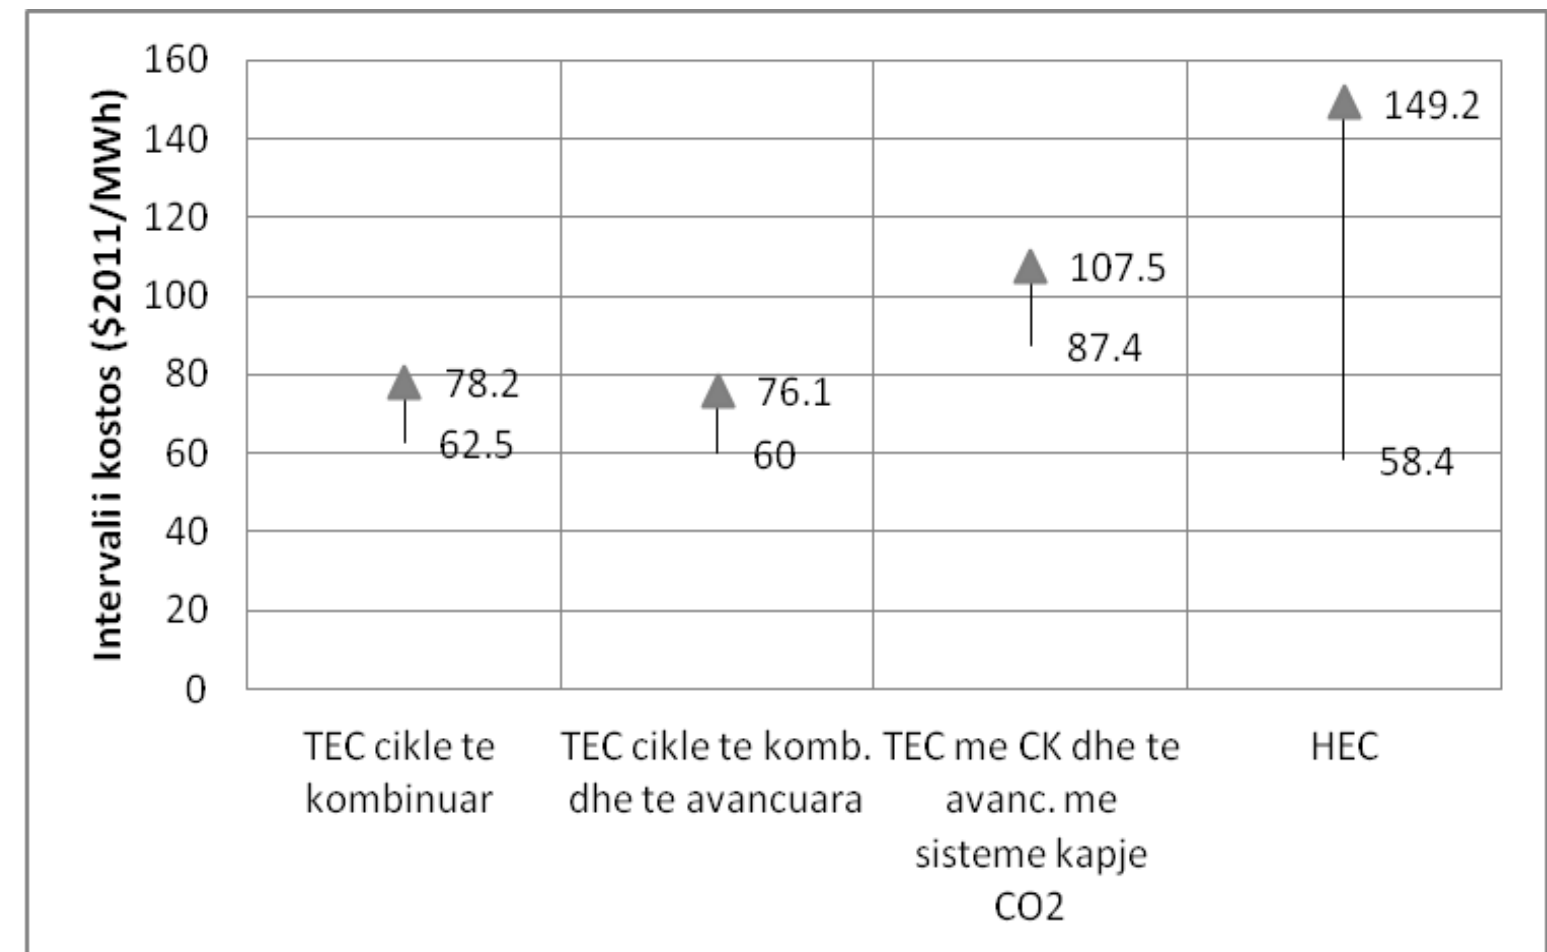 Intervali i kostos ($2011/MWh)
160
140
120
100
80
60
40
20
0
78.2
62.5
76.1
60
107.5
87.4
149.2
58.4
TEC cikle te
kombinuar
TEC cikle te komb.
dhe te avancuara
TEC me CK dhe te
avanc. me
sisteme kapje
CO2
HEC